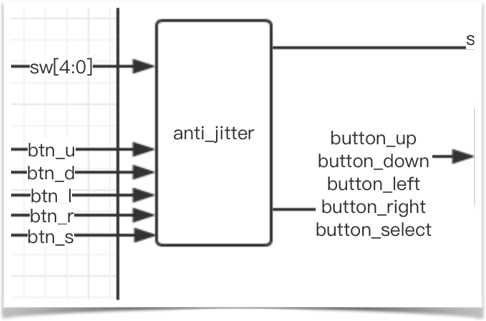 s
sw[4:0]
anti_jitter
btn_u
btn_d
btn_l
btn_r
btn_s
button_up
button_down
button_left
button_right
button_select